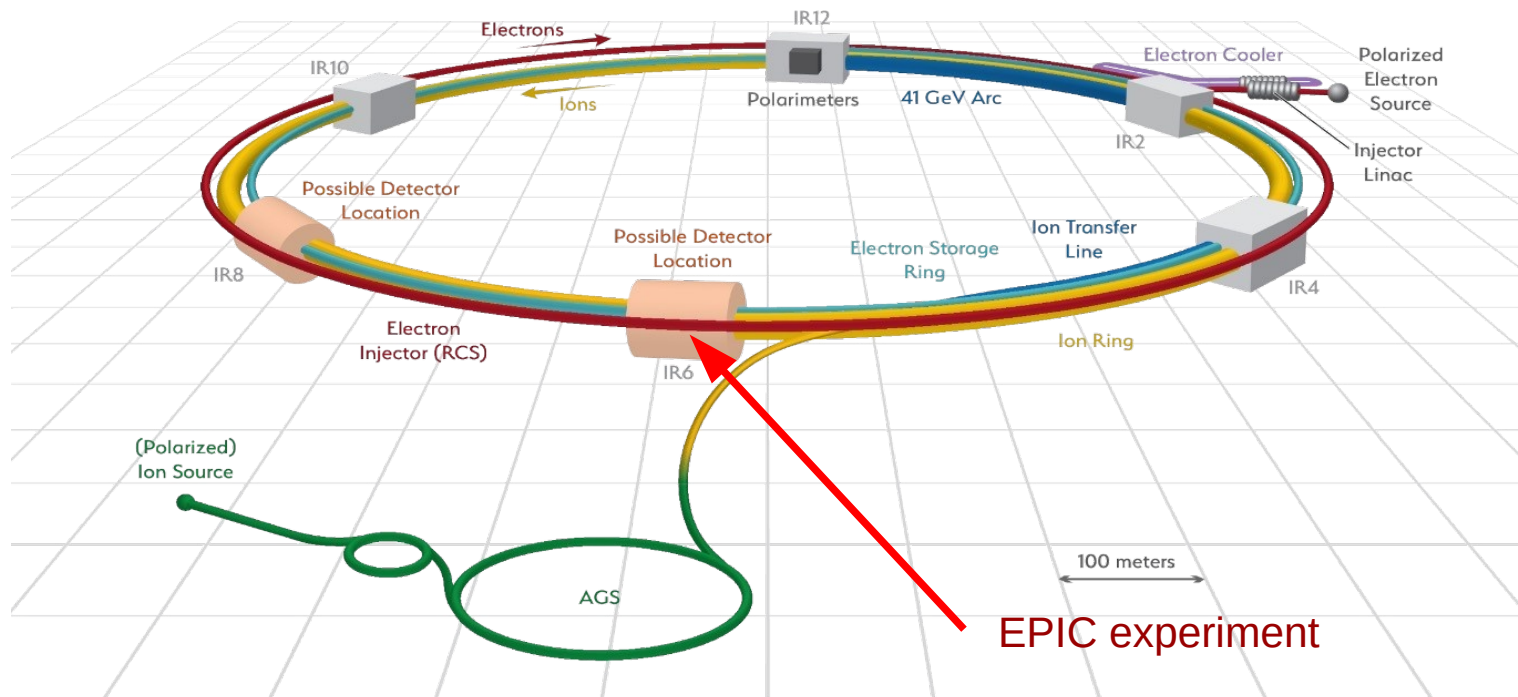 IR12
Electrons
Electron Cooler
Polarized
Electron
Source
IR10
Ions
Polarimeters
41 GeV Arc
IR2
Injector
Linac
Possible Detector
Location
Possible Detector
Location
Ion Transfer
Line
Electron Storage
Ring
IR8
IR4
Electron
Injector (RCS)
Ion Ring
IR6
(Polarized)
Ion Source
100 meters
AGS
EPIC experiment